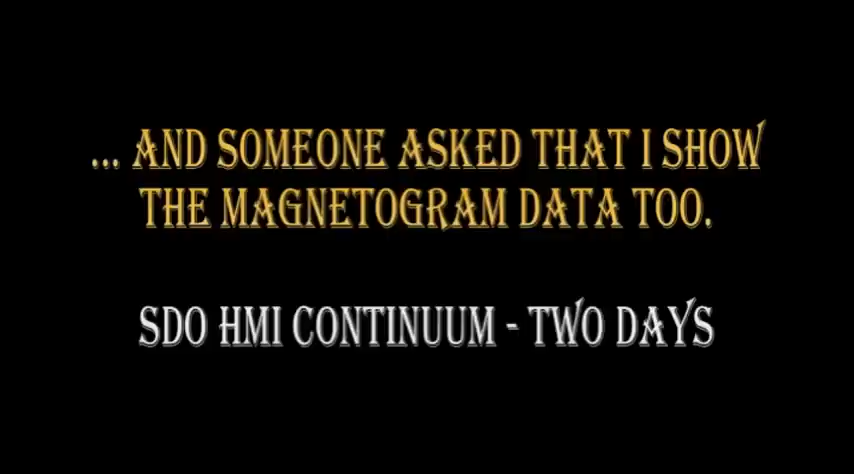 ... AND SOMEONE ASKED THAT I SHOW
THE MAGNETOGRAM DATA TOO.
SDO HMI CONTINUUM - TWO DAYS